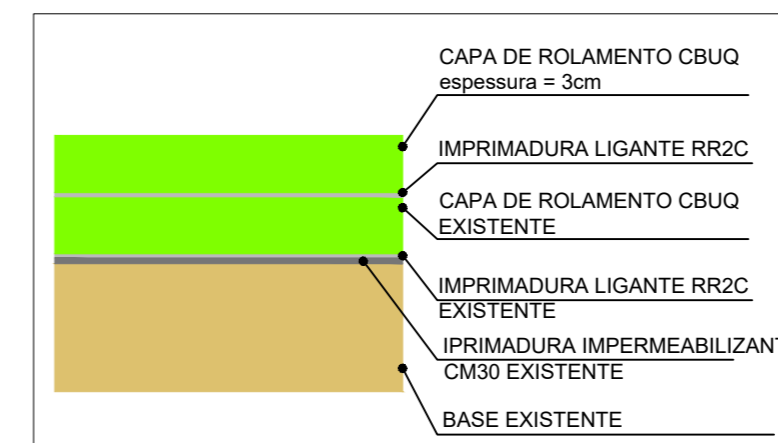 CAPA DE ROLAMENTO CBUQ
espessura = 3cm
IMPRIMADURA LIGANTE RR2C
CAPA DE ROLAMENTO CBUQ
EXISTENTE
IMPRIMADURA LIGANTE RR2C
EXISTENTE
IPRIMADURA IMPERMEABILIZANT
CM30 EXISTENTE
BASE EXISTENTE